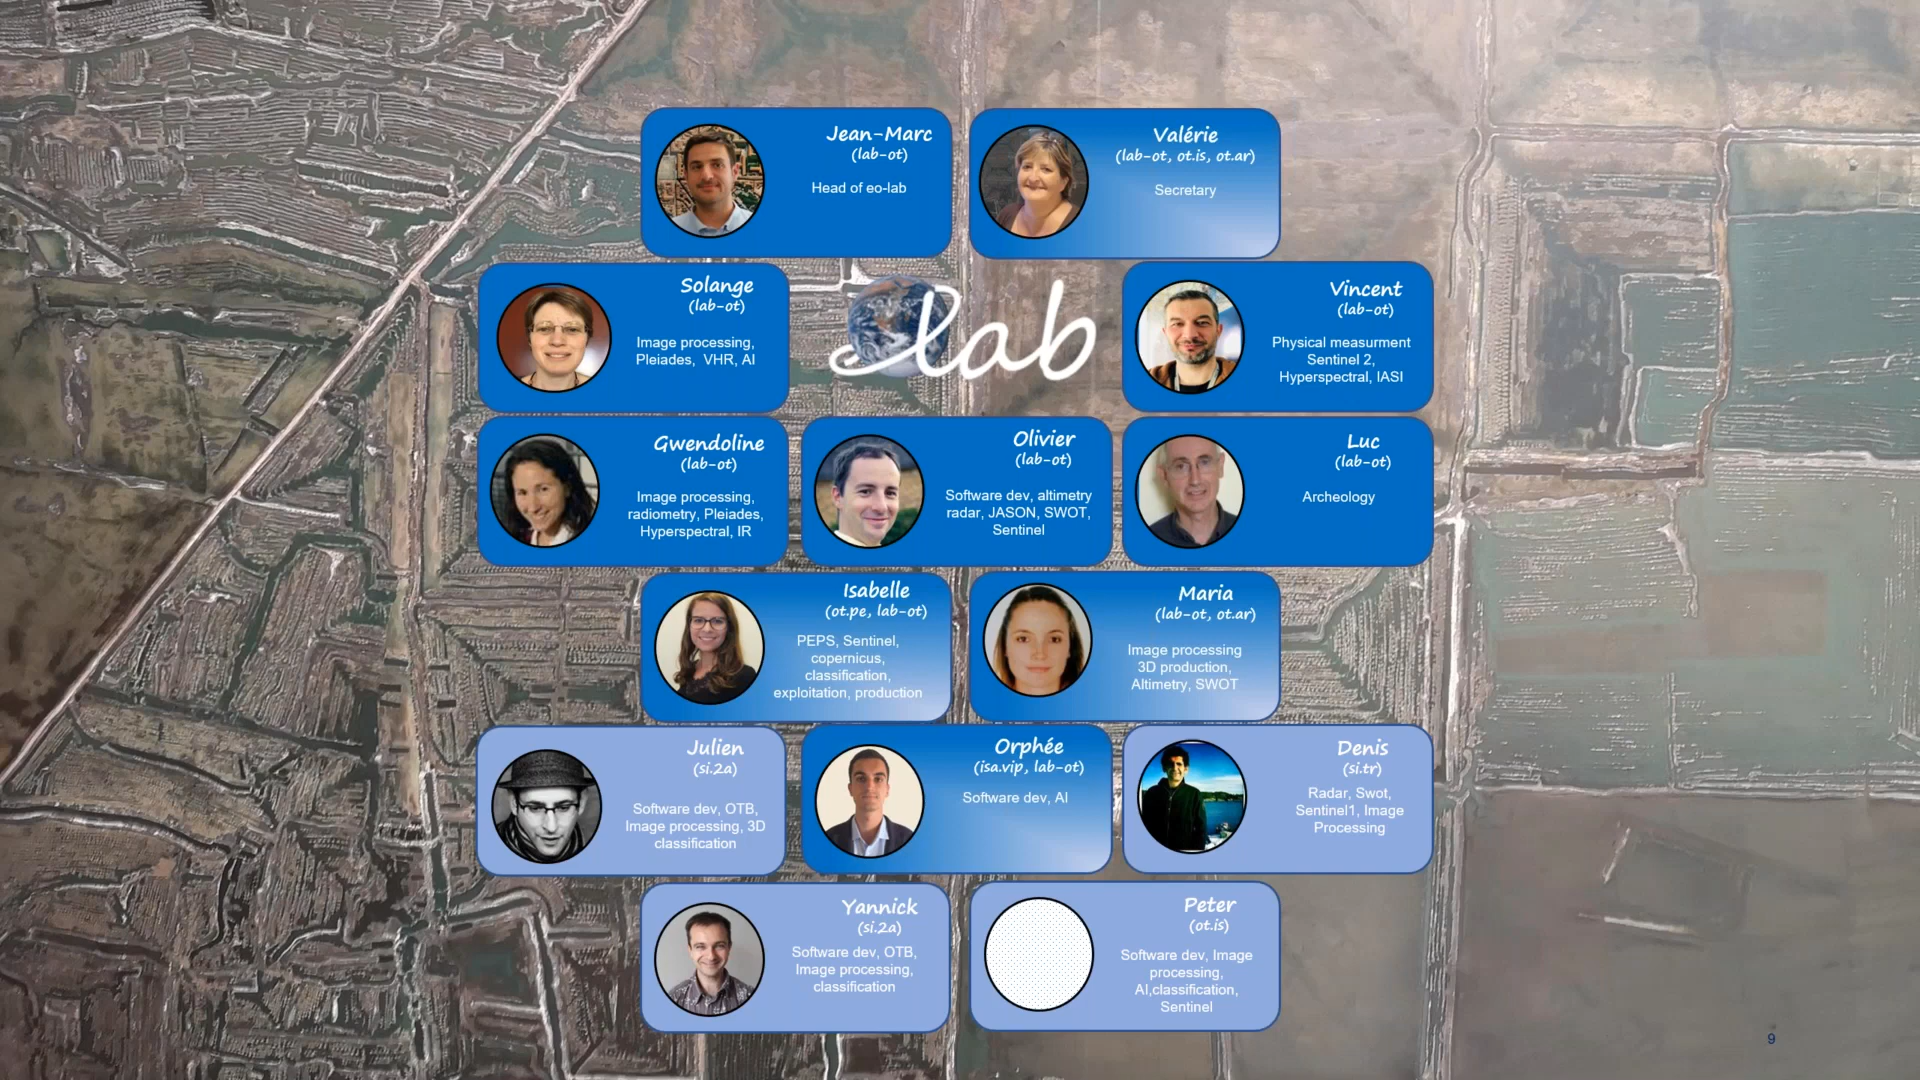 Jean-Marc
(lab-ot)
Head of eo-lab
Valérie
(lab-ot, ot.is, ot.ar)
Secretary
Solange
(lab-ot)
Image processing,
Pleiades, VHR, AI
lab
Vincent
(lab-ot)
Physical measurment
Sentinel 2,
Hyperspectral, IASI
Gwendoline
(lab-ot)
Image processing,
radiometry, Pleiades,
Hyperspectral, IR
Olivier
(lab-ot)
Software dev, altimetry
radar, JASON, SWOT,
Sentinel
Luc
(lab-ot)
Archeology
Isabelle
(ot.pe, lab-ot)
PEPS, Sentinel,
copernicus,
classification,
exploitation, production
Maria
(lab-ot, ot.ar)
Image processing
3D production,
Altimetry, SWOT
Julien
(si.2a)
Software dev, OTB,
Image processing, 3D
classification
Orphée
(isa.vip, lab-ot)
Software dev, AI
Denis
(si.tr)
Radar, Swot,
Sentinel1, Image
Processing
Yannick
(si.2a)
Software dev, OTB,
Image processing,
classification
Peter
(ot.is)
Software dev, Image
processing,
AI,classification,
Sentinel
9